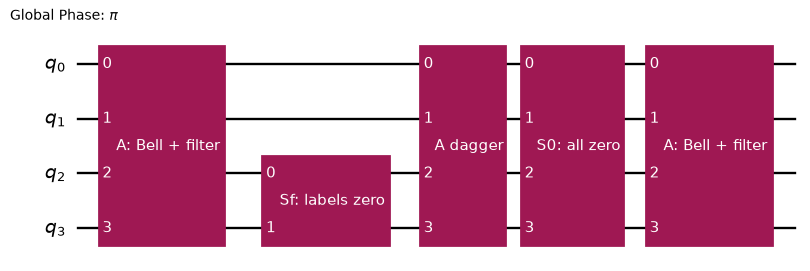 Global Phase: π
q0 0 0 0 0
q1 1 1 1 1
A: Bell + filter A dagger S0: all zero A: Bell + filter
q2 2 0 2 2 2
Sf: labels zero
q3 3 1 3 3 3